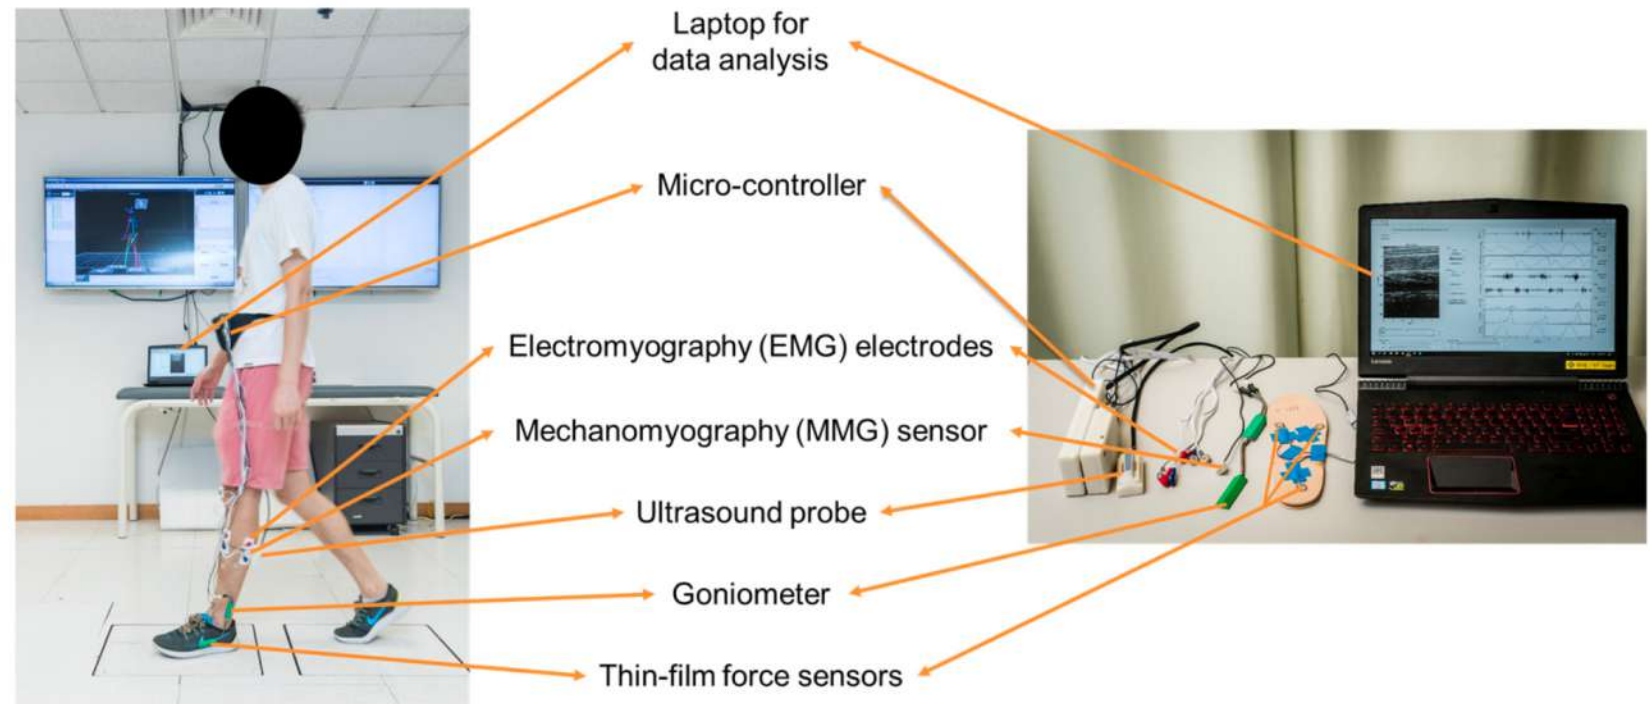 Laptop for
data analysis
Micro-controller
Electromyography (EMG) electrodes
Mechanomyography (MMG) sensor
Ultrasound probe
Goniometer
Thin-film force sensors
Lenovo